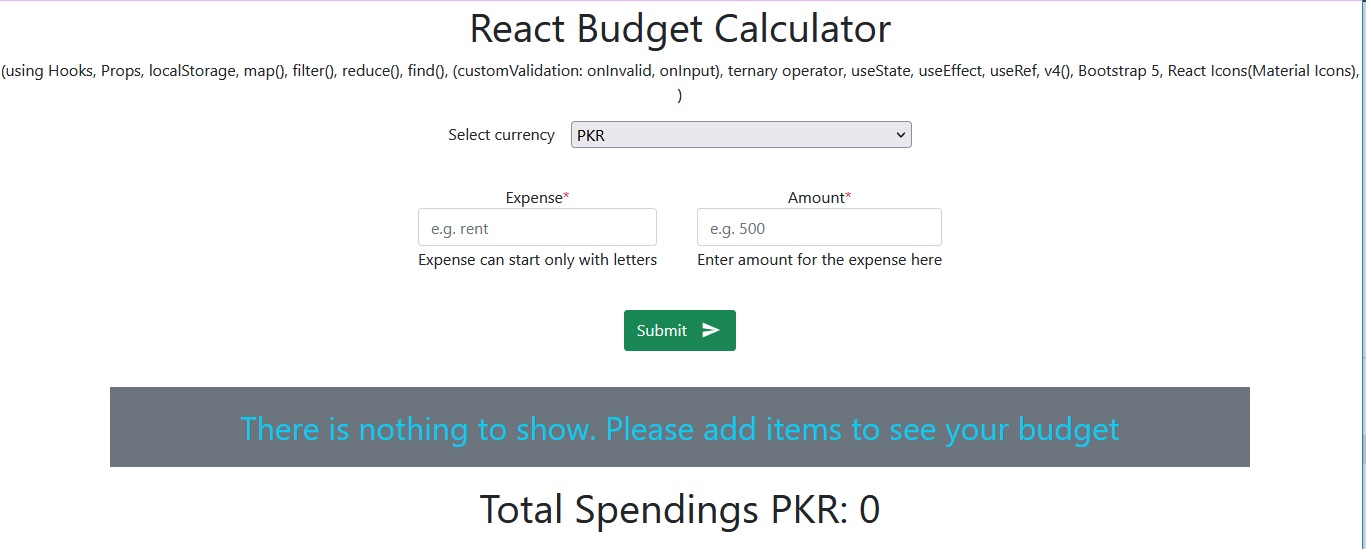 React Budget Calculator
(using Hooks, Props, localStorage, map(), filter(), reduce(), find(), (customValidation: onInvalid, onInput), ternary operator, useState, useEffect, useRef, v4(), Bootstrap 5, React Icons(Material Icons),
)
Select currency PKR
Expense* Amount*
e.g. rent e.g. 500
Expense can start only with letters Enter amount for the expense here
Submit
There is nothing to show. Please add items to see your budget
Total Spendings PKR: 0